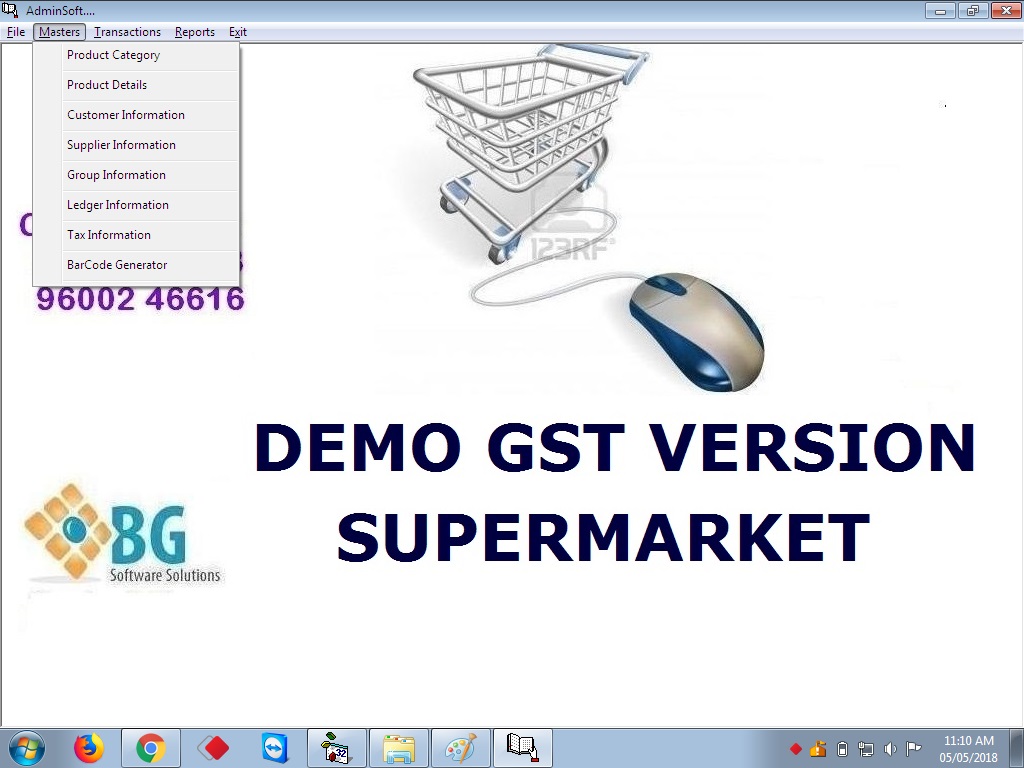 AdminSoft....
File Masters Transactions Reports Exit
Product Category
Product Details
Customer Information
Supplier Information
Group Information
Ledger Information
Tax Information
BarCode Generator
96002 46616
123RF®
DEMO GST VERSION
SUPERMARKET
BG
Software Solutions
32
11:10 AM
05/05/2018